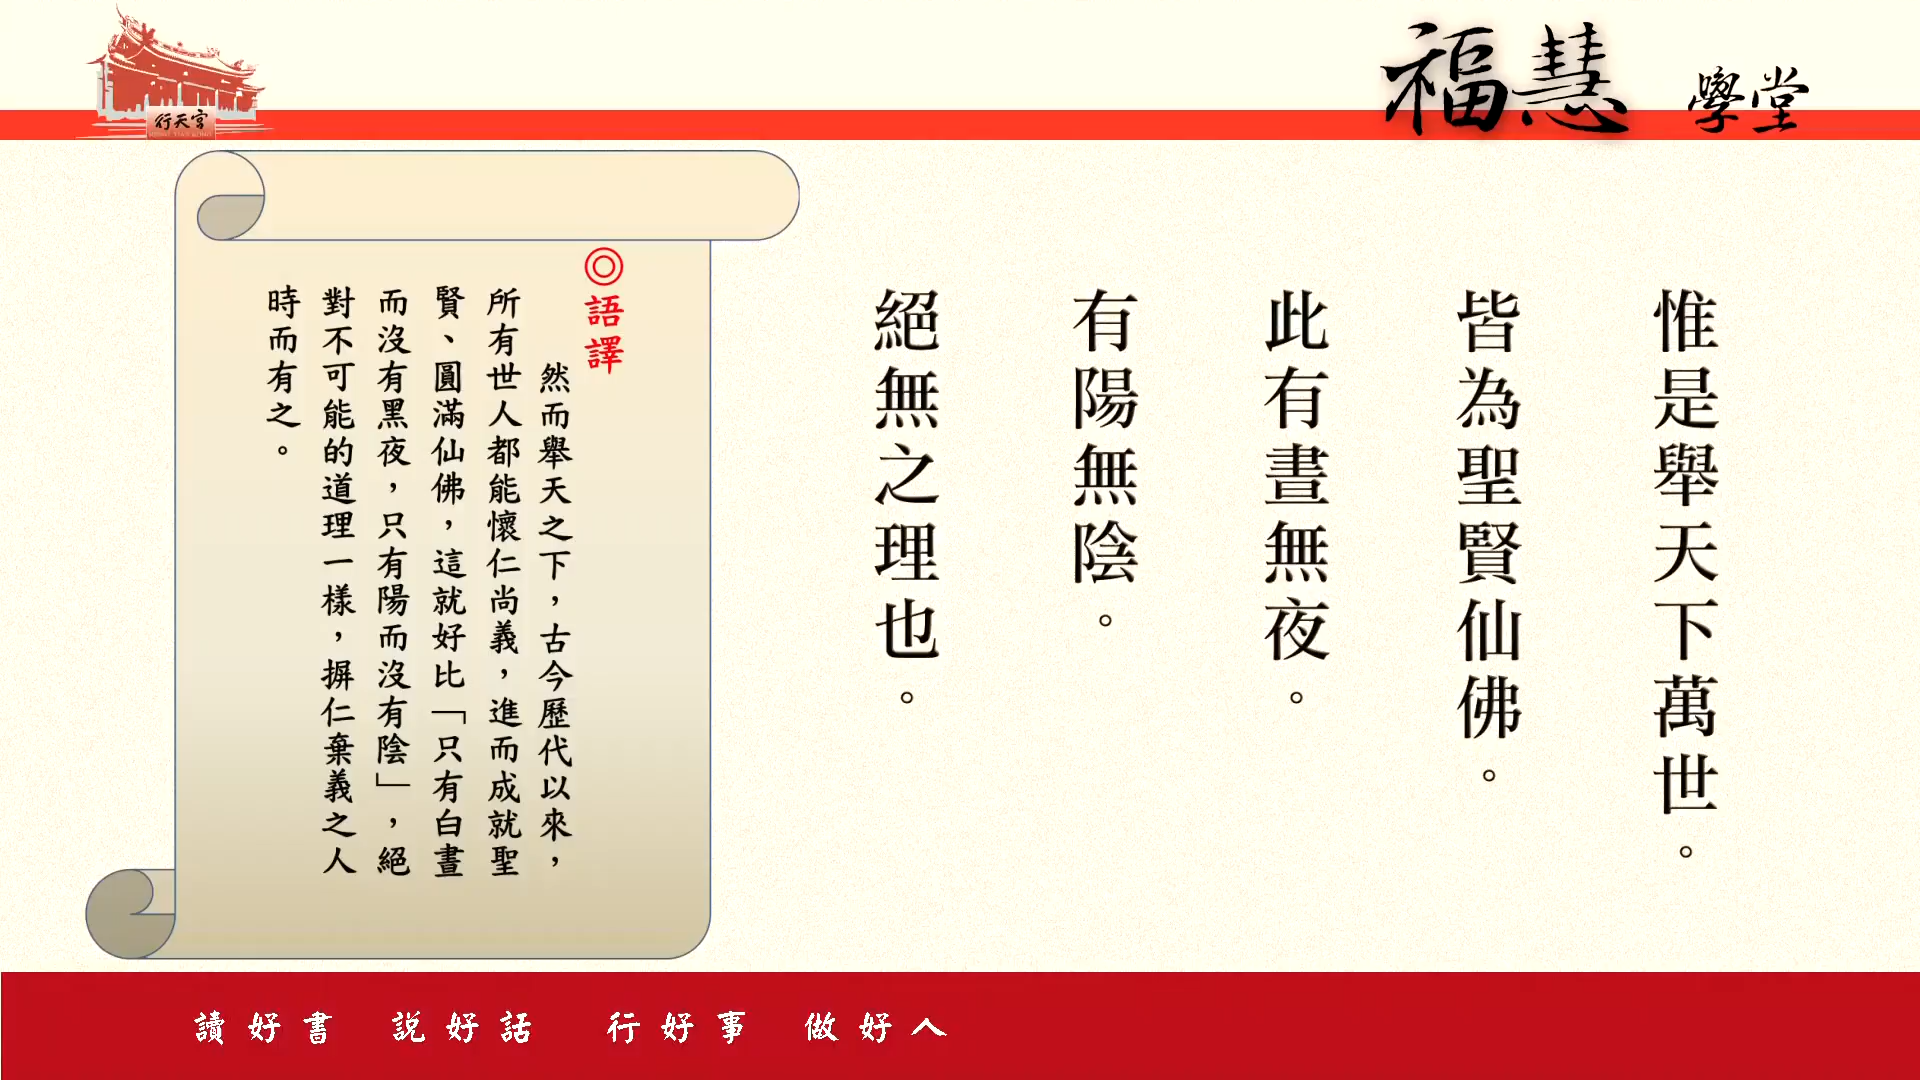 行天宮
福慧 學堂
惟是舉天下萬世。
皆為聖賢仙佛。
此有晝無夜。
有陽無陰。
絕無之理也。
◎語譯
然而舉天之下，古今歷代以來，
所有世人都能懷仁尚義，進而成就聖
賢、圓滿仙佛，這就好比「只有白晝
而沒有黑夜，只有陽而沒有陰」，絕
對不可能的道理一樣，摒仁棄義之人
時而有之。
讀好書 說好話 行好事 做好人